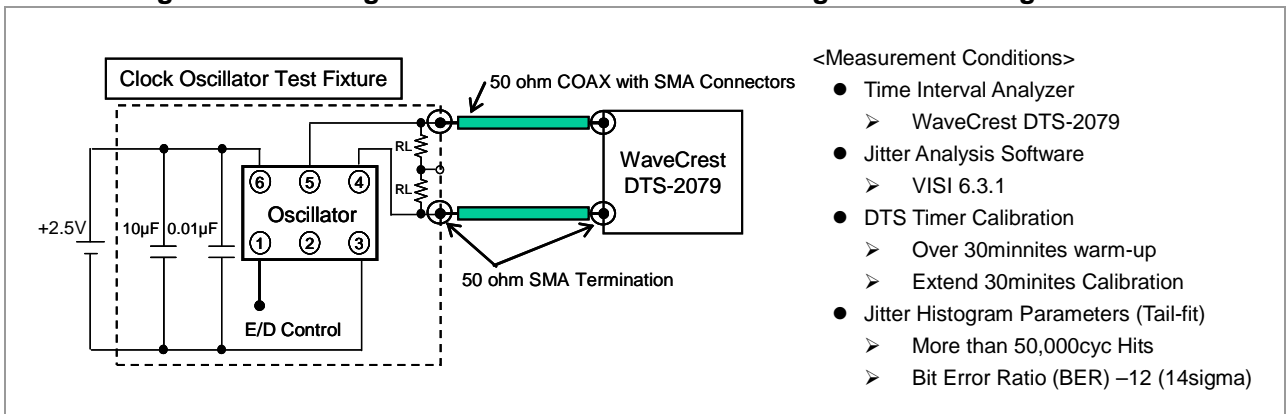 Clock Oscillator Test Fixture
50 ohm COAX with SMA Connectors
RL
RL
WaveCrest
DTS-2079
6 5 4
Oscillator
1 2 3
+2.5V
10µF
0.01µF
E/D Control
50 ohm SMA Termination
<Measurement Conditions>
● Time Interval Analyzer
➢ WaveCrest DTS-2079
● Jitter Analysis Software
➢ VISI 6.3.1
● DTS Timer Calibration
➢ Over 30minnites warm-up
➢ Extend 30minites Calibration
● Jitter Histogram Parameters (Tail-fit)
➢ More than 50,000cyc Hits
➢ Bit Error Ratio (BER) –12 (14sigma)